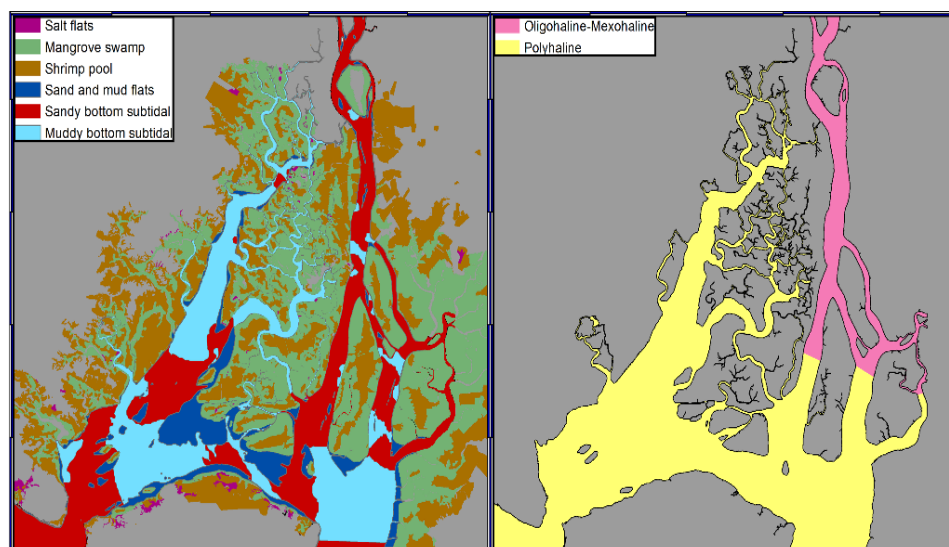 Salt flats
Mangrove swamp
Shrimp pool
Sand and mud flats
Sandy bottom subtidal
Muddy bottom subtidal
Oligohaline-Mexohaline
Polyhaline